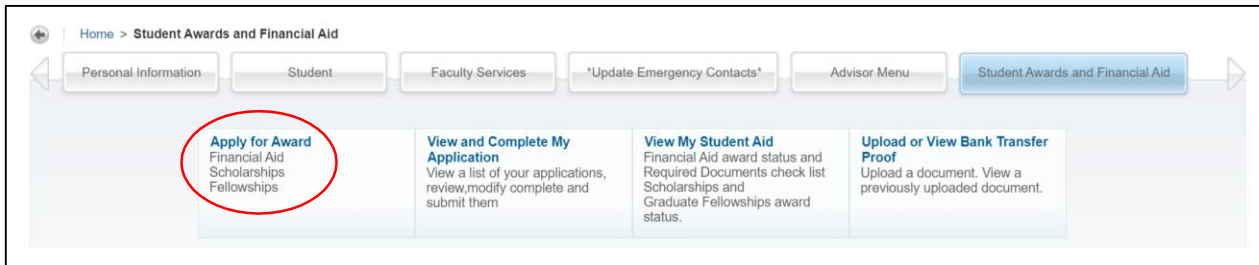 Home > Student Awards and Financial Aid
Personal Information
Student
Faculty Services
*Update Emergency Contacts*
Advisor Menu
Student Awards and Financial Aid
Apply for Award
Financial Aid
Scholarships
Fellowships
View and Complete My
Application
View a list of your applications,
review,modify complete and
submit them
View My Student Aid
Financial Aid award status and
Required Documents check list
Scholarships and
Graduate Fellowships award
status.
Upload or View Bank Transfer
Proof
Upload a document. View a
previously uploaded document.